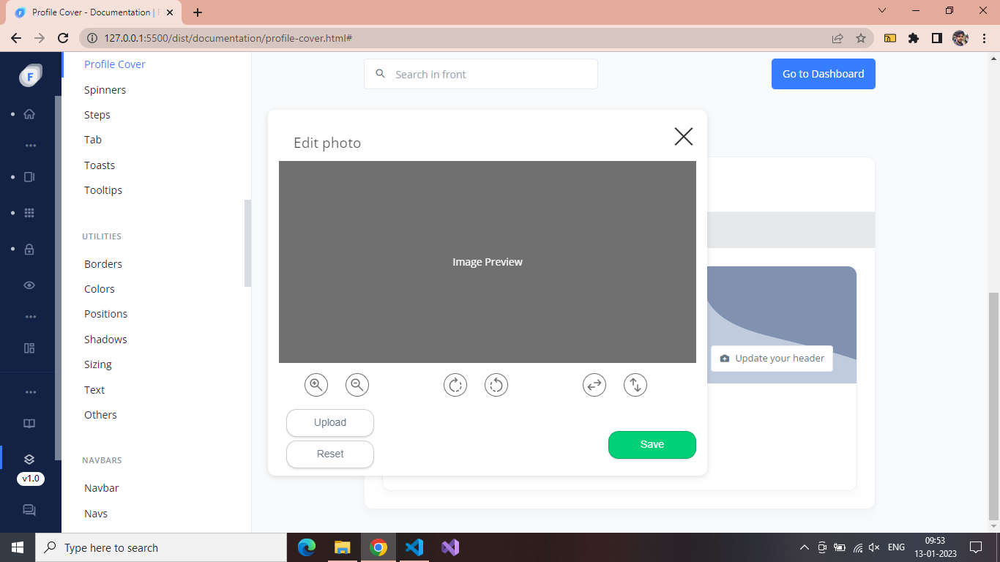 Profile Cover - Documentation |
127.0.0.1:5500/dist/documentation/profile-cover.html#
F
v1.0
Profile Cover
Spinners
Steps
Tab
Toasts
Tooltips
UTILITIES
Borders
Colors
Positions
Shadows
Sizing
Text
Others
NAVBARS
Navbar
Navs
Search in front
Go to Dashboard
Edit photo
Image Preview
Upload
Reset
Save
Update your header
Type here to search
ENG
09:53
13-01-2023